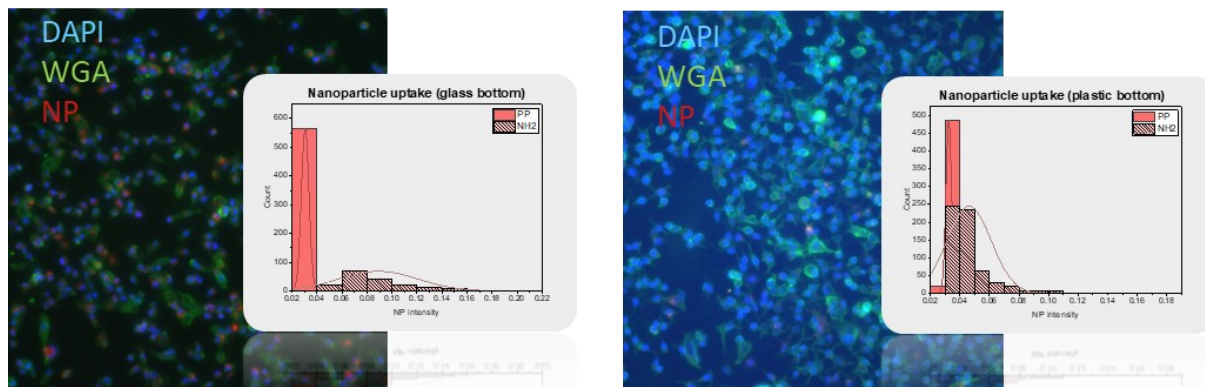 DAPI
WGA
NP
Nanoparticle uptake (glass bottom)
PP
NH2
600
500
400
300
200
100
0
Count
0.02 0.04 0.06 0.08 0.10 0.12 0.14 0.16 0.18 0.20 0.22
NP intensity
DAPI
WGA
NP
Nanoparticle uptake (plastic bottom)
PP
NH2
500
450
400
350
300
250
200
150
100
50
0
Count
0.02 0.04 0.06 0.08 0.10 0.12 0.14 0.16 0.18
NP intensity